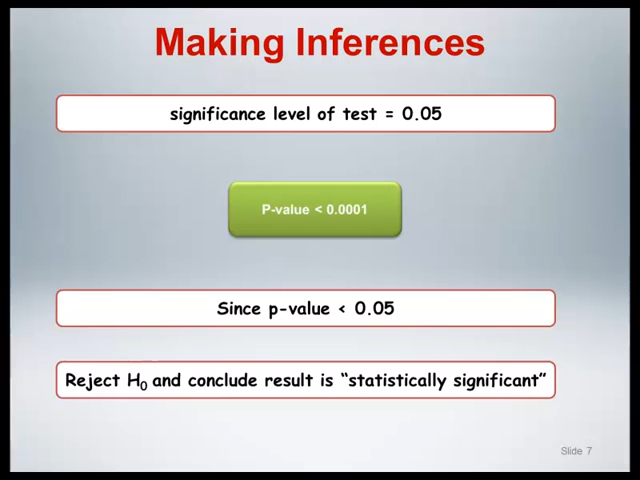 Making Inferences
significance level of test = 0.05
P-value < 0.0001
Since p-value < 0.05
Reject H₀ and conclude result is “statistically significant”
Slide 7